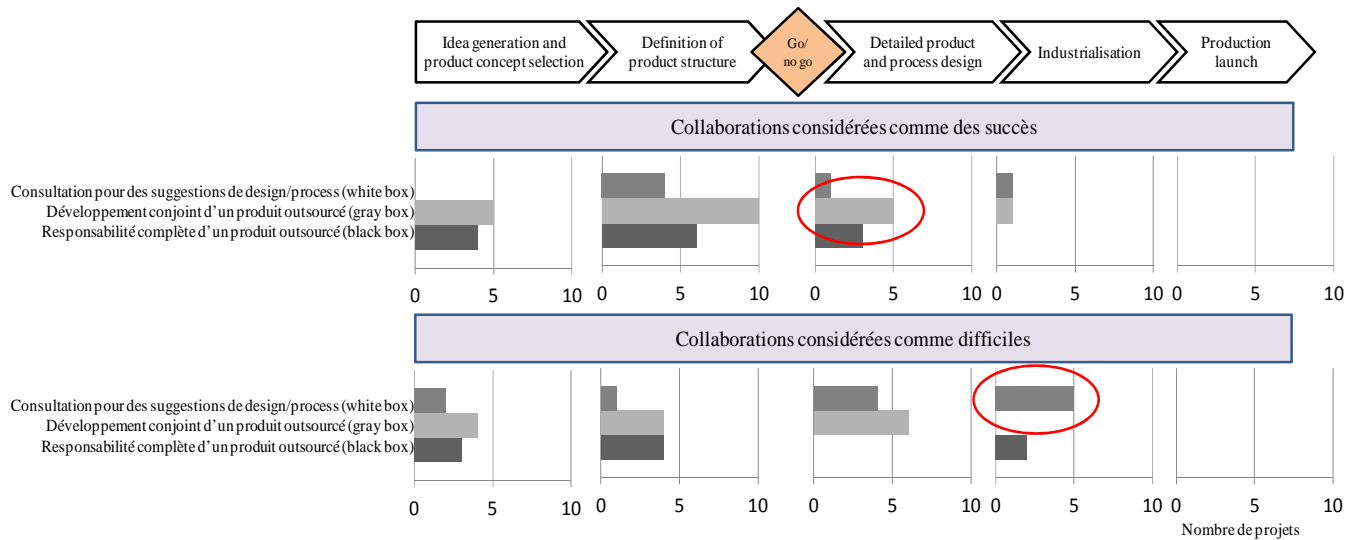 Idea generation and
product concept selection
Definition of
product structure
Go/
no go
Detailed product
and process design
Industrialisation
Production
launch
Collaborations considérées comme des succès
Consultation pour des suggestions de design/process (white box)
Développement conjoint d'un produit outsourcé (gray box)
Responsabilité complète d'un produit outsourcé (black box)
0 5 10 0 5 10 0 5 10 0 5 10 0 5 10
Collaborations considérées comme difficiles
Consultation pour des suggestions de design/process (white box)
Développement conjoint d'un produit outsourcé (gray box)
Responsabilité complète d'un produit outsourcé (black box)
0 5 10 0 5 10 0 5 10 0 5 10 0 5 10
Nombre de projets